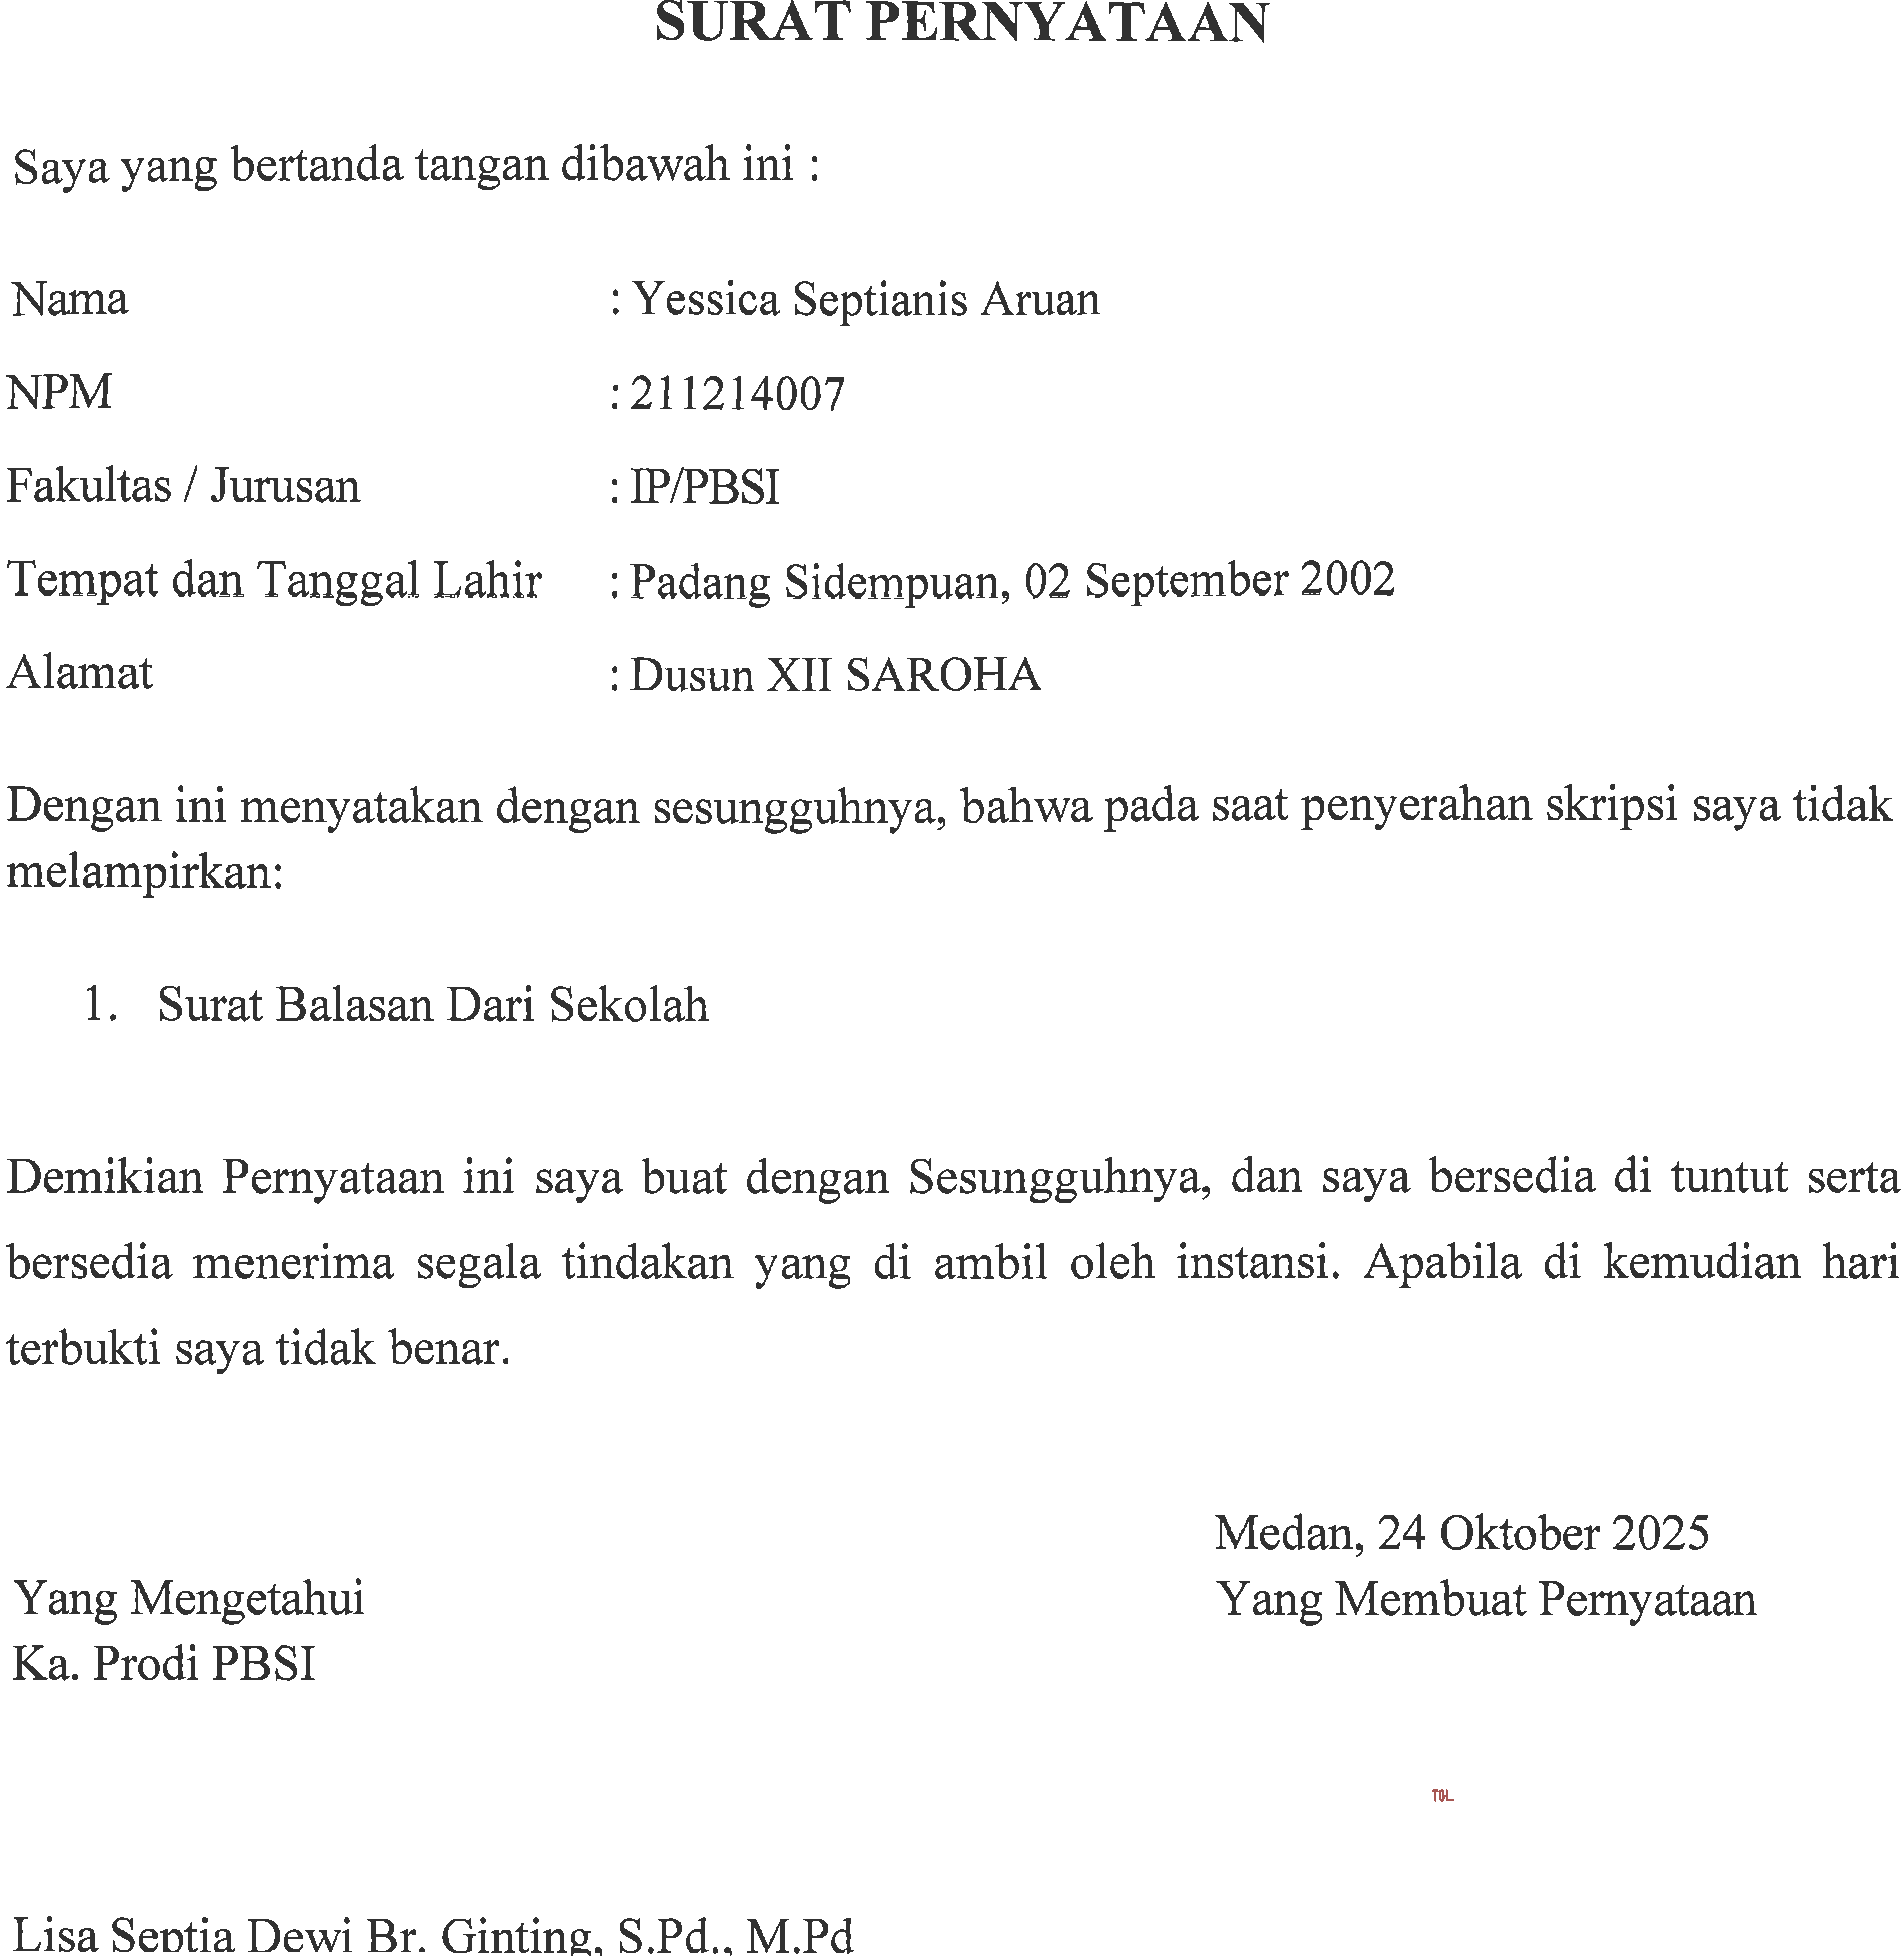 SURAT PERNYATAAN
Saya yang bertanda tangan dibawah ini :
Nama : Yessica Septianis Aruan
NPM : 211214007
Fakultas / Jurusan : IP/PBSI
Tempat dan Tanggal Lahir : Padang Sidempuan, 02 September 2002
Alamat : Dusun XII SAROHA
Dengan ini menyatakan dengan sesungguhnya, bahwa pada saat penyerahan skripsi saya tidak
melampirkan:
1. Surat Balasan Dari Sekolah
Demikian Pernyataan ini saya buat dengan Sesungguhnya, dan saya bersedia di tuntut serta
bersedia menerima segala tindakan yang di ambil oleh instansi. Apabila di kemudian hari
terbukti saya tidak benar.
Medan, 24 Oktober 2025
Yang Mengetahui Yang Membuat Pernyataan
Ka. Prodi PBSI
TGL
Lisa Septia Dewi Br. Ginting, S.Pd., M.Pd